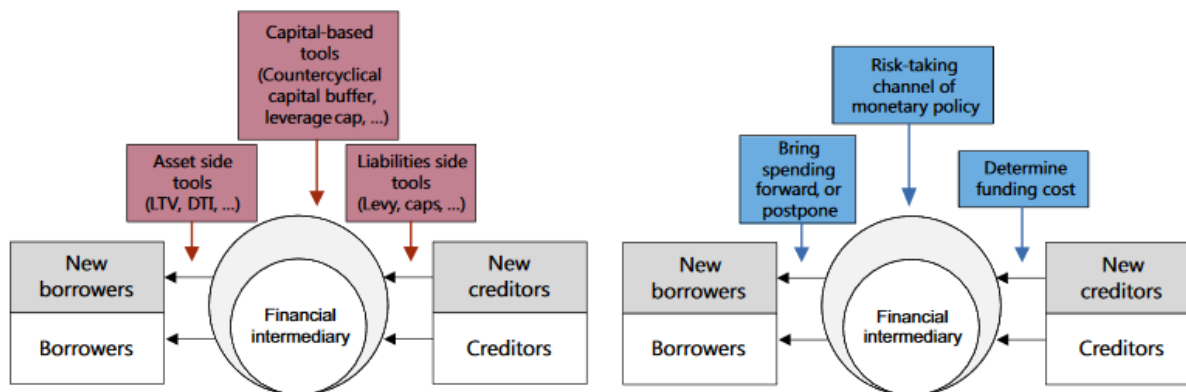 Capital-based
tools
(Countercyclical
capital buffer,
leverage cap, ...)
Asset side
tools
(LTV, DTI, ...)
Liabilities side
tools
(Levy, caps, ...)
New
borrowers
Borrowers
Financial
intermediary
New
creditors
Creditors
Risk-taking
channel of
monetary policy
Bring
spending
forward, or
postpone
Determine
funding cost
New
borrowers
Borrowers
Financial
intermediary
New
creditors
Creditors